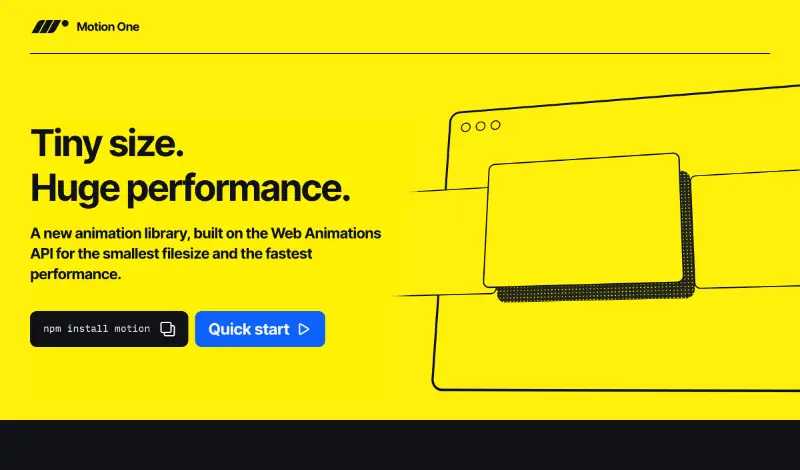 Motion One
Tiny size.
Huge performance.
A new animation library, built on the Web Animations
API for the smallest filesize and the fastest
performance.
npm install motion
Quick start